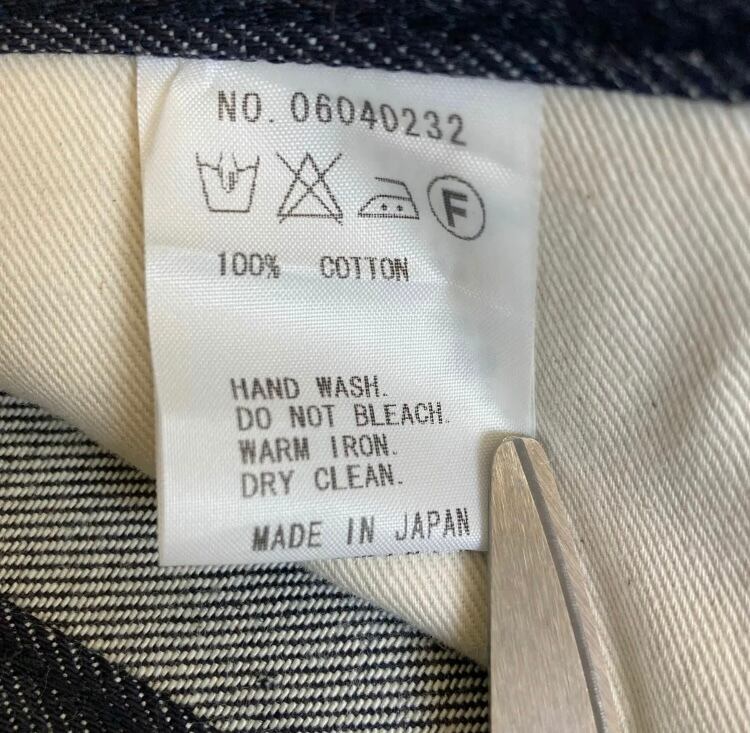 NO. 06040232
F
100% COTTON
HAND WASH.
DO NOT BLEACH.
WARM IRON.
DRY CLEAN.
MADE IN JAPAN